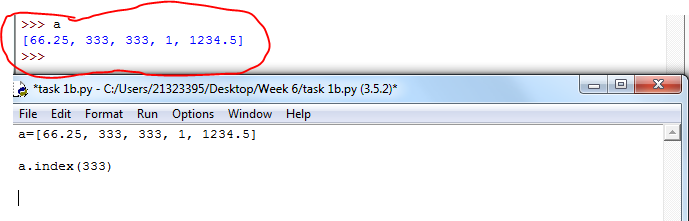 >>> a
[66.25, 333, 333, 1, 1234.5]
>>>
*task 1b.py - C:/Users/21323395/Desktop/Week 6/task 1b.py (3.5.2)*
File Edit Format Run Options Window Help
a=[66.25, 333, 333, 1, 1234.5]
a.index(333)